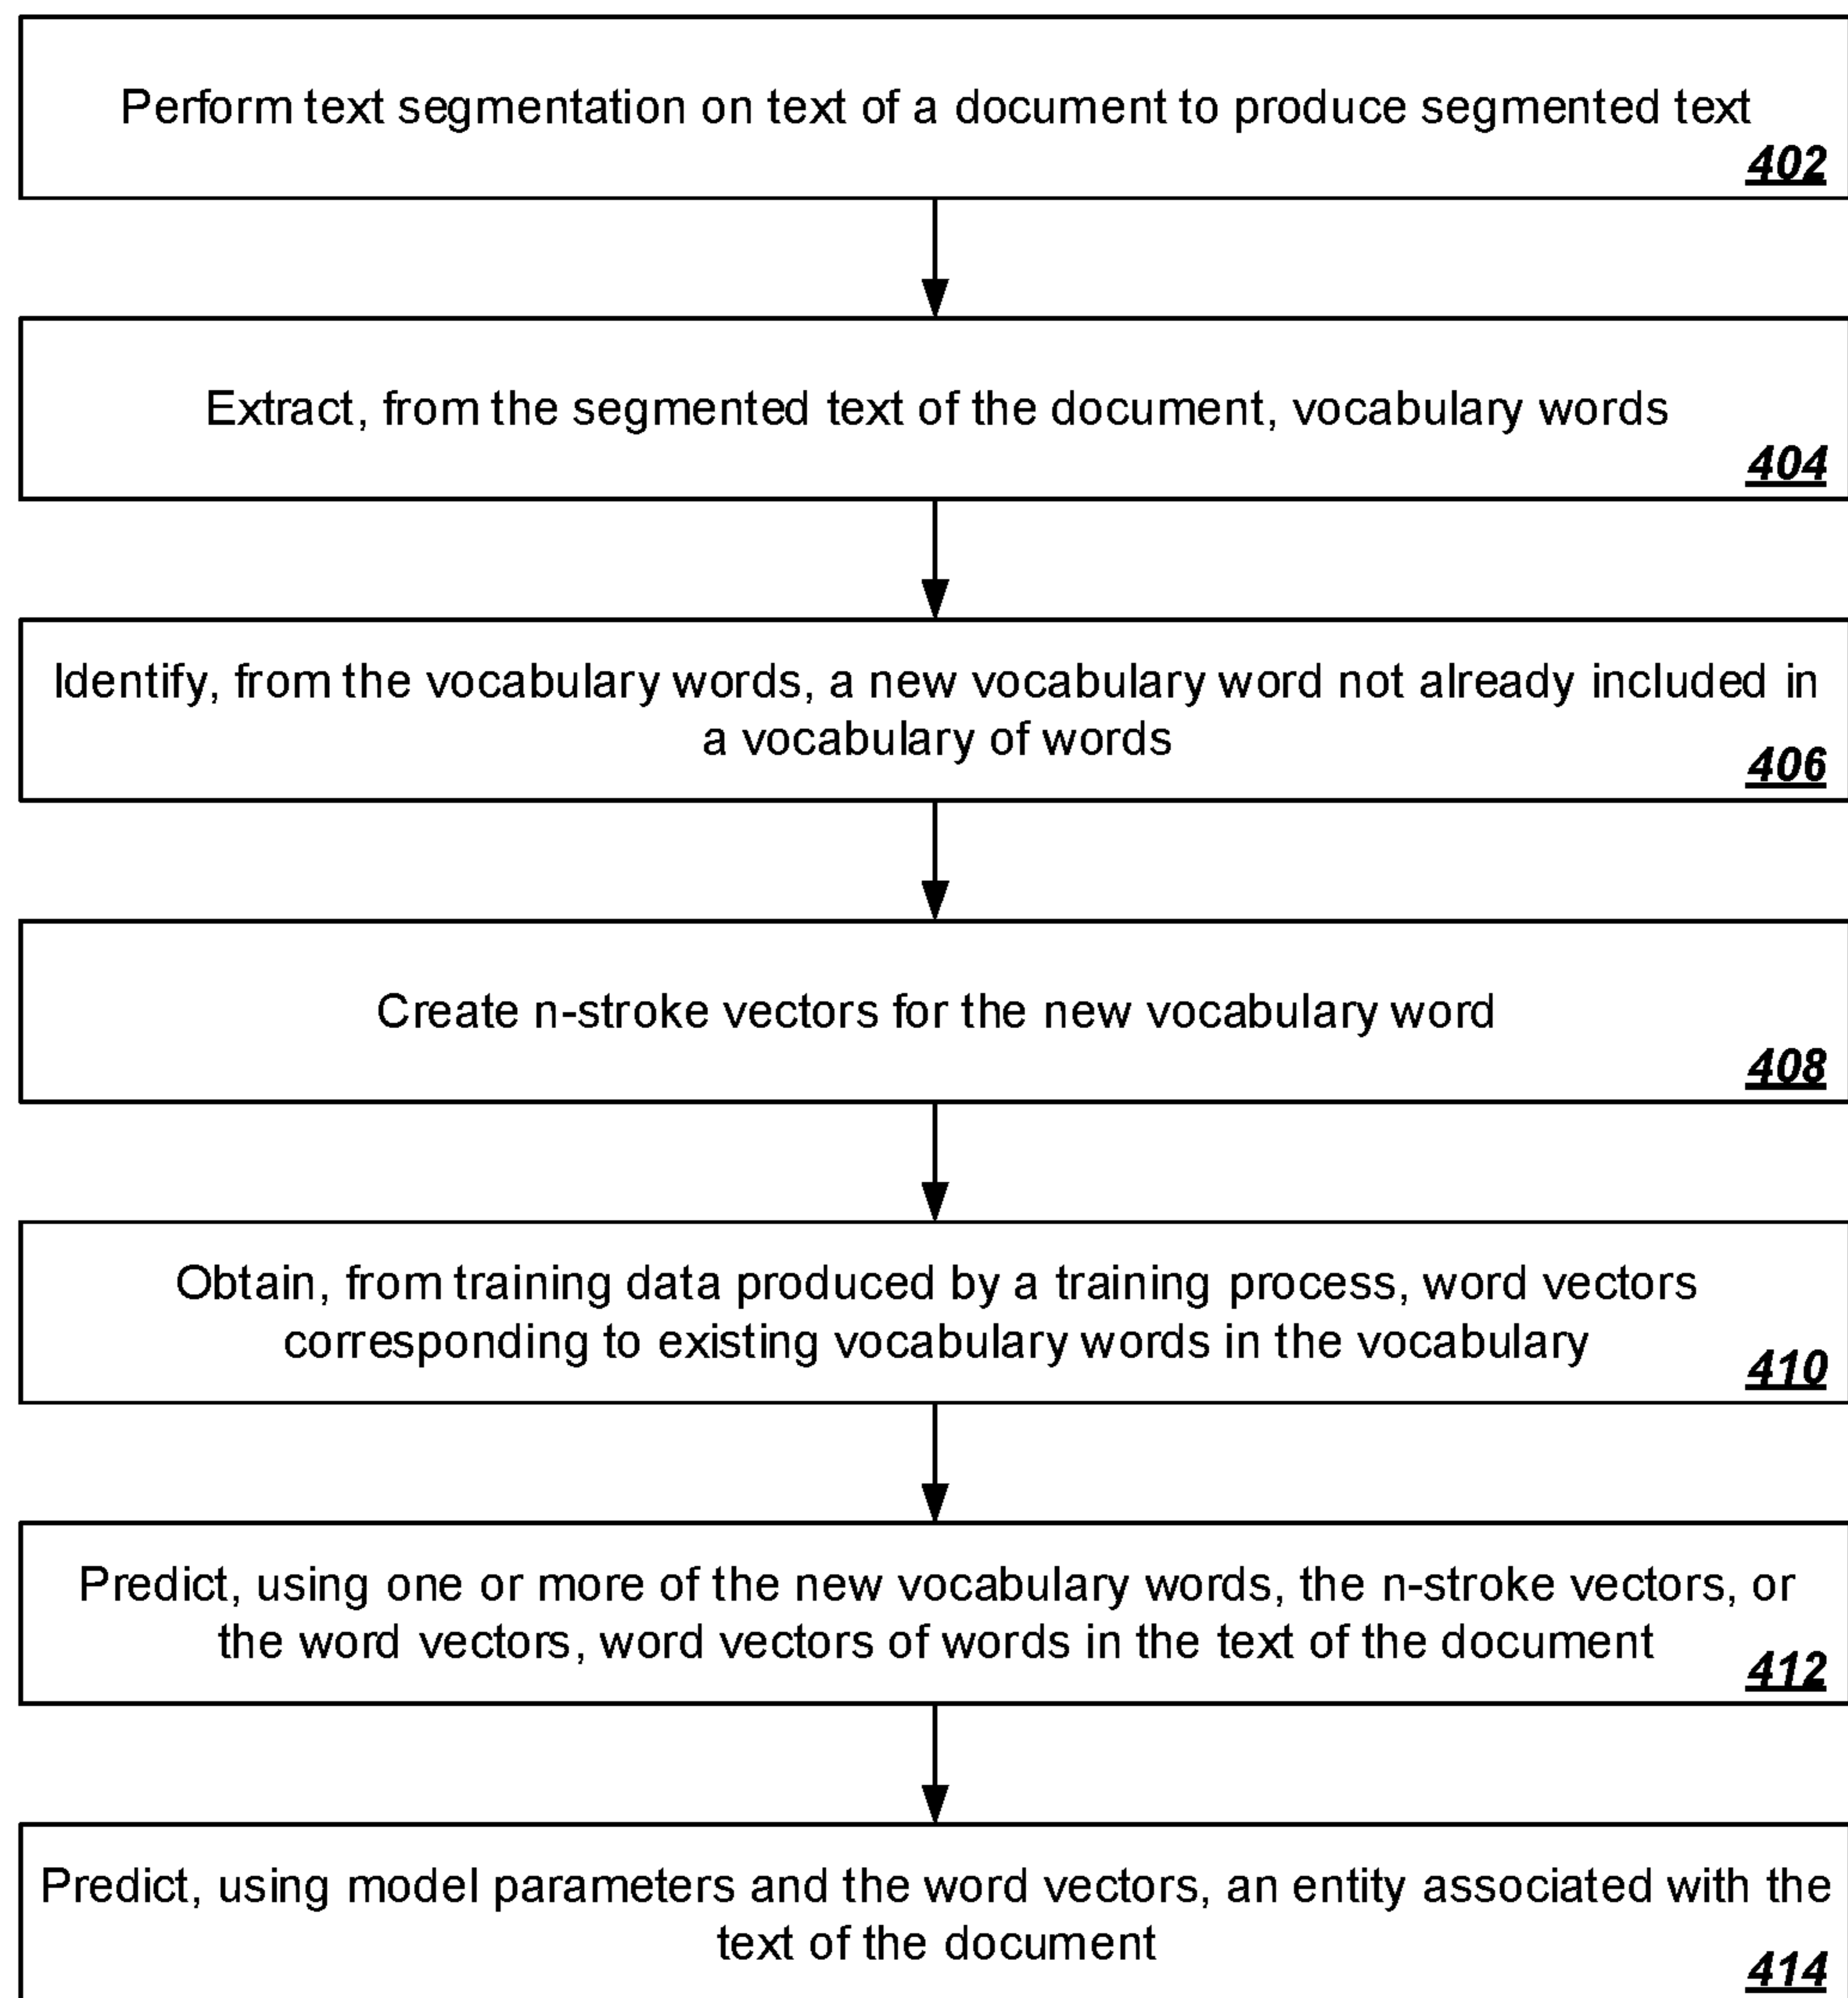 Perform text segmentation on text of a document to produce segmented text
402
Extract, from the segmented text of the document, vocabulary words
404
Identify, from the vocabulary words, a new vocabulary word not already included in
a vocabulary of words
406
Create n-stroke vectors for the new vocabulary word
408
Obtain, from training data produced by a training process, word vectors
corresponding to existing vocabulary words in the vocabulary
410
Predict, using one or more of the new vocabulary words, the n-stroke vectors, or
the word vectors, word vectors of words in the text of the document
412
Predict, using model parameters and the word vectors, an entity associated with the
text of the document
414